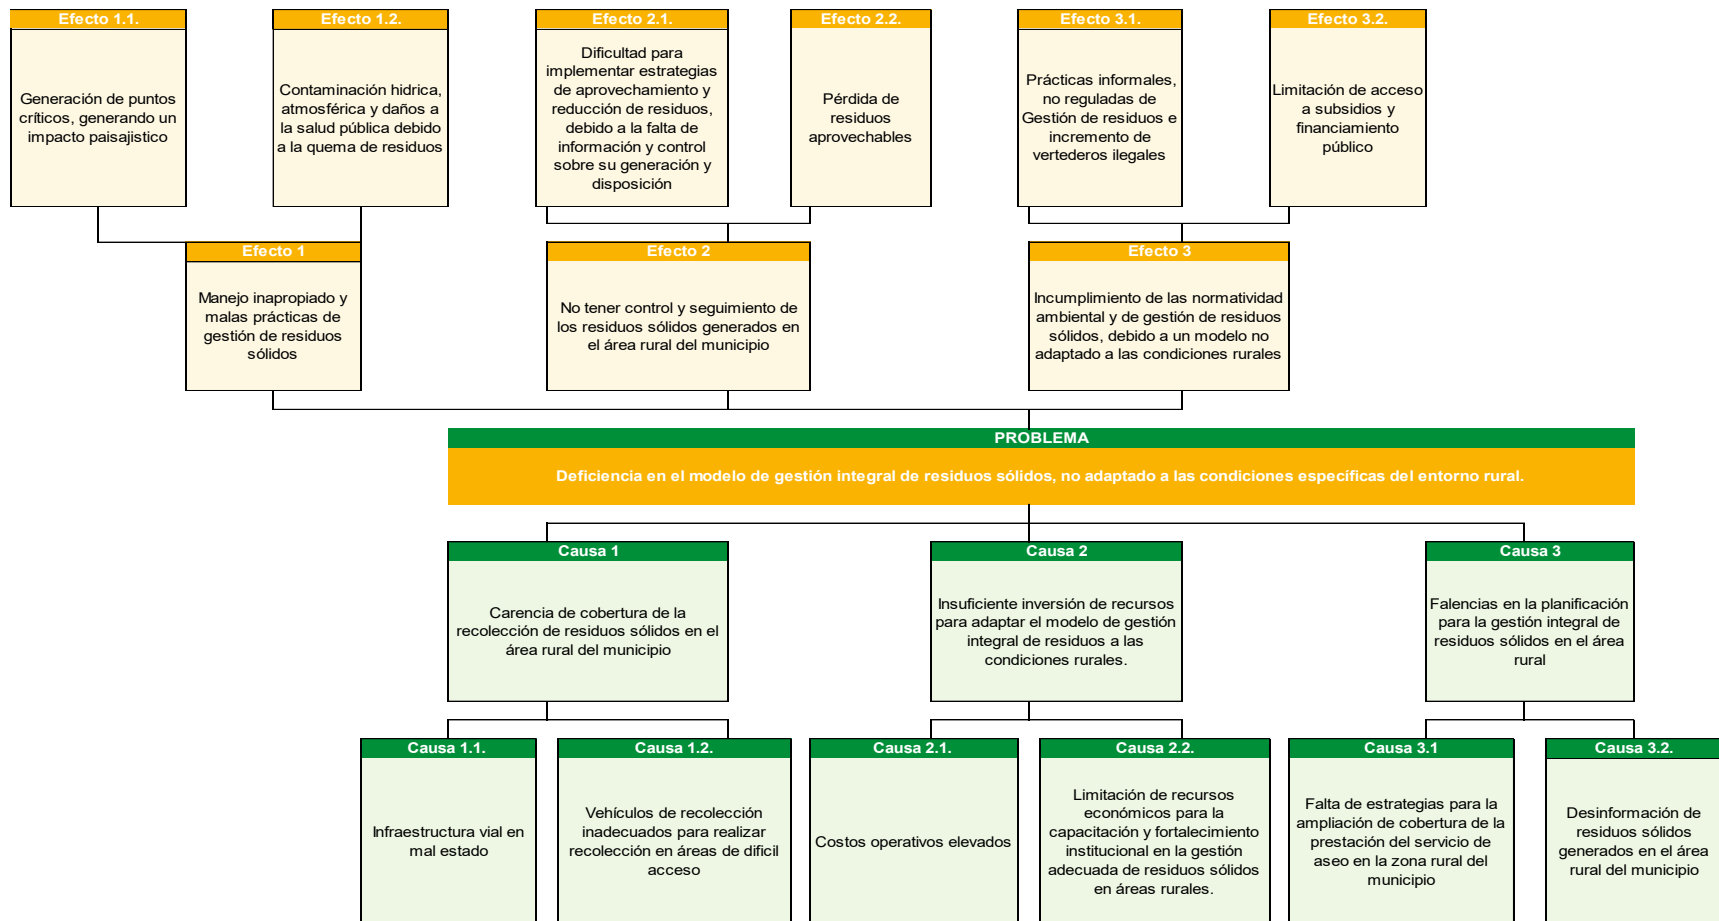 Efecto 1.1.
Generación de puntos
críticos, generando un
impacto paisajistico
Efecto 1.2.
Contaminación hidrica,
atmosférica y daños a
la salud pública debido
a la quema de residuos
Efecto 2.1.
Dificultad para
implementar estrategias
de aprovechamiento y
reducción de residuos,
debido a la falta de
información y control
sobre su generación y
disposición
Efecto 2.2.
Pérdida de
residuos
aprovechables
Efecto 3.1.
Prácticas informales,
no reguladas de
Gestión de residuos e
incremento de
vertederos ilegales
Efecto 3.2.
Limitación de acceso
a subsidios y
financiamiento
público
Efecto 1
Manejo inapropiado y
malas prácticas de
gestión de residuos
sólidos
Efecto 2
No tener control y seguimiento de
los residuos sólidos generados en
el área rural del municipio
Efecto 3
Incumplimiento de las normatividad
ambiental y de gestión de residuos
sólidos, debido a un modelo no
adaptado a las condiciones rurales
PROBLEMA
Deficiencia en el modelo de gestión integral de residuos sólidos, no adaptado a las condiciones específicas del entorno rural.
Causa 1
Carencia de cobertura de la
recolección de residuos sólidos en el
área rural del municipio
Causa 2
Insuficiente inversión de recursos
para adaptar el modelo de gestión
integral de residuos a las
condiciones rurales.
Causa 3
Falencias en la planificación
para la gestión integral de
residuos sólidos en el área
rural
Causa 1.1.
Infraestructura vial en
mal estado
Causa 1.2.
Vehículos de recolección
inadecuados para realizar
recolección en áreas de dificil
acceso
Causa 2.1.
Costos operativos elevados
Causa 2.2.
Limitación de recursos
económicos para la
capacitación y fortalecimiento
institucional en la gestión
adecuada de residuos sólidos
en áreas rurales.
Causa 3.1
Falta de estrategias para la
ampliación de cobertura de la
prestación del servicio de
aseo en la zona rural del
municipio
Causa 3.2.
Desinformación de
residuos sólidos
generados en el área
rural del municipio